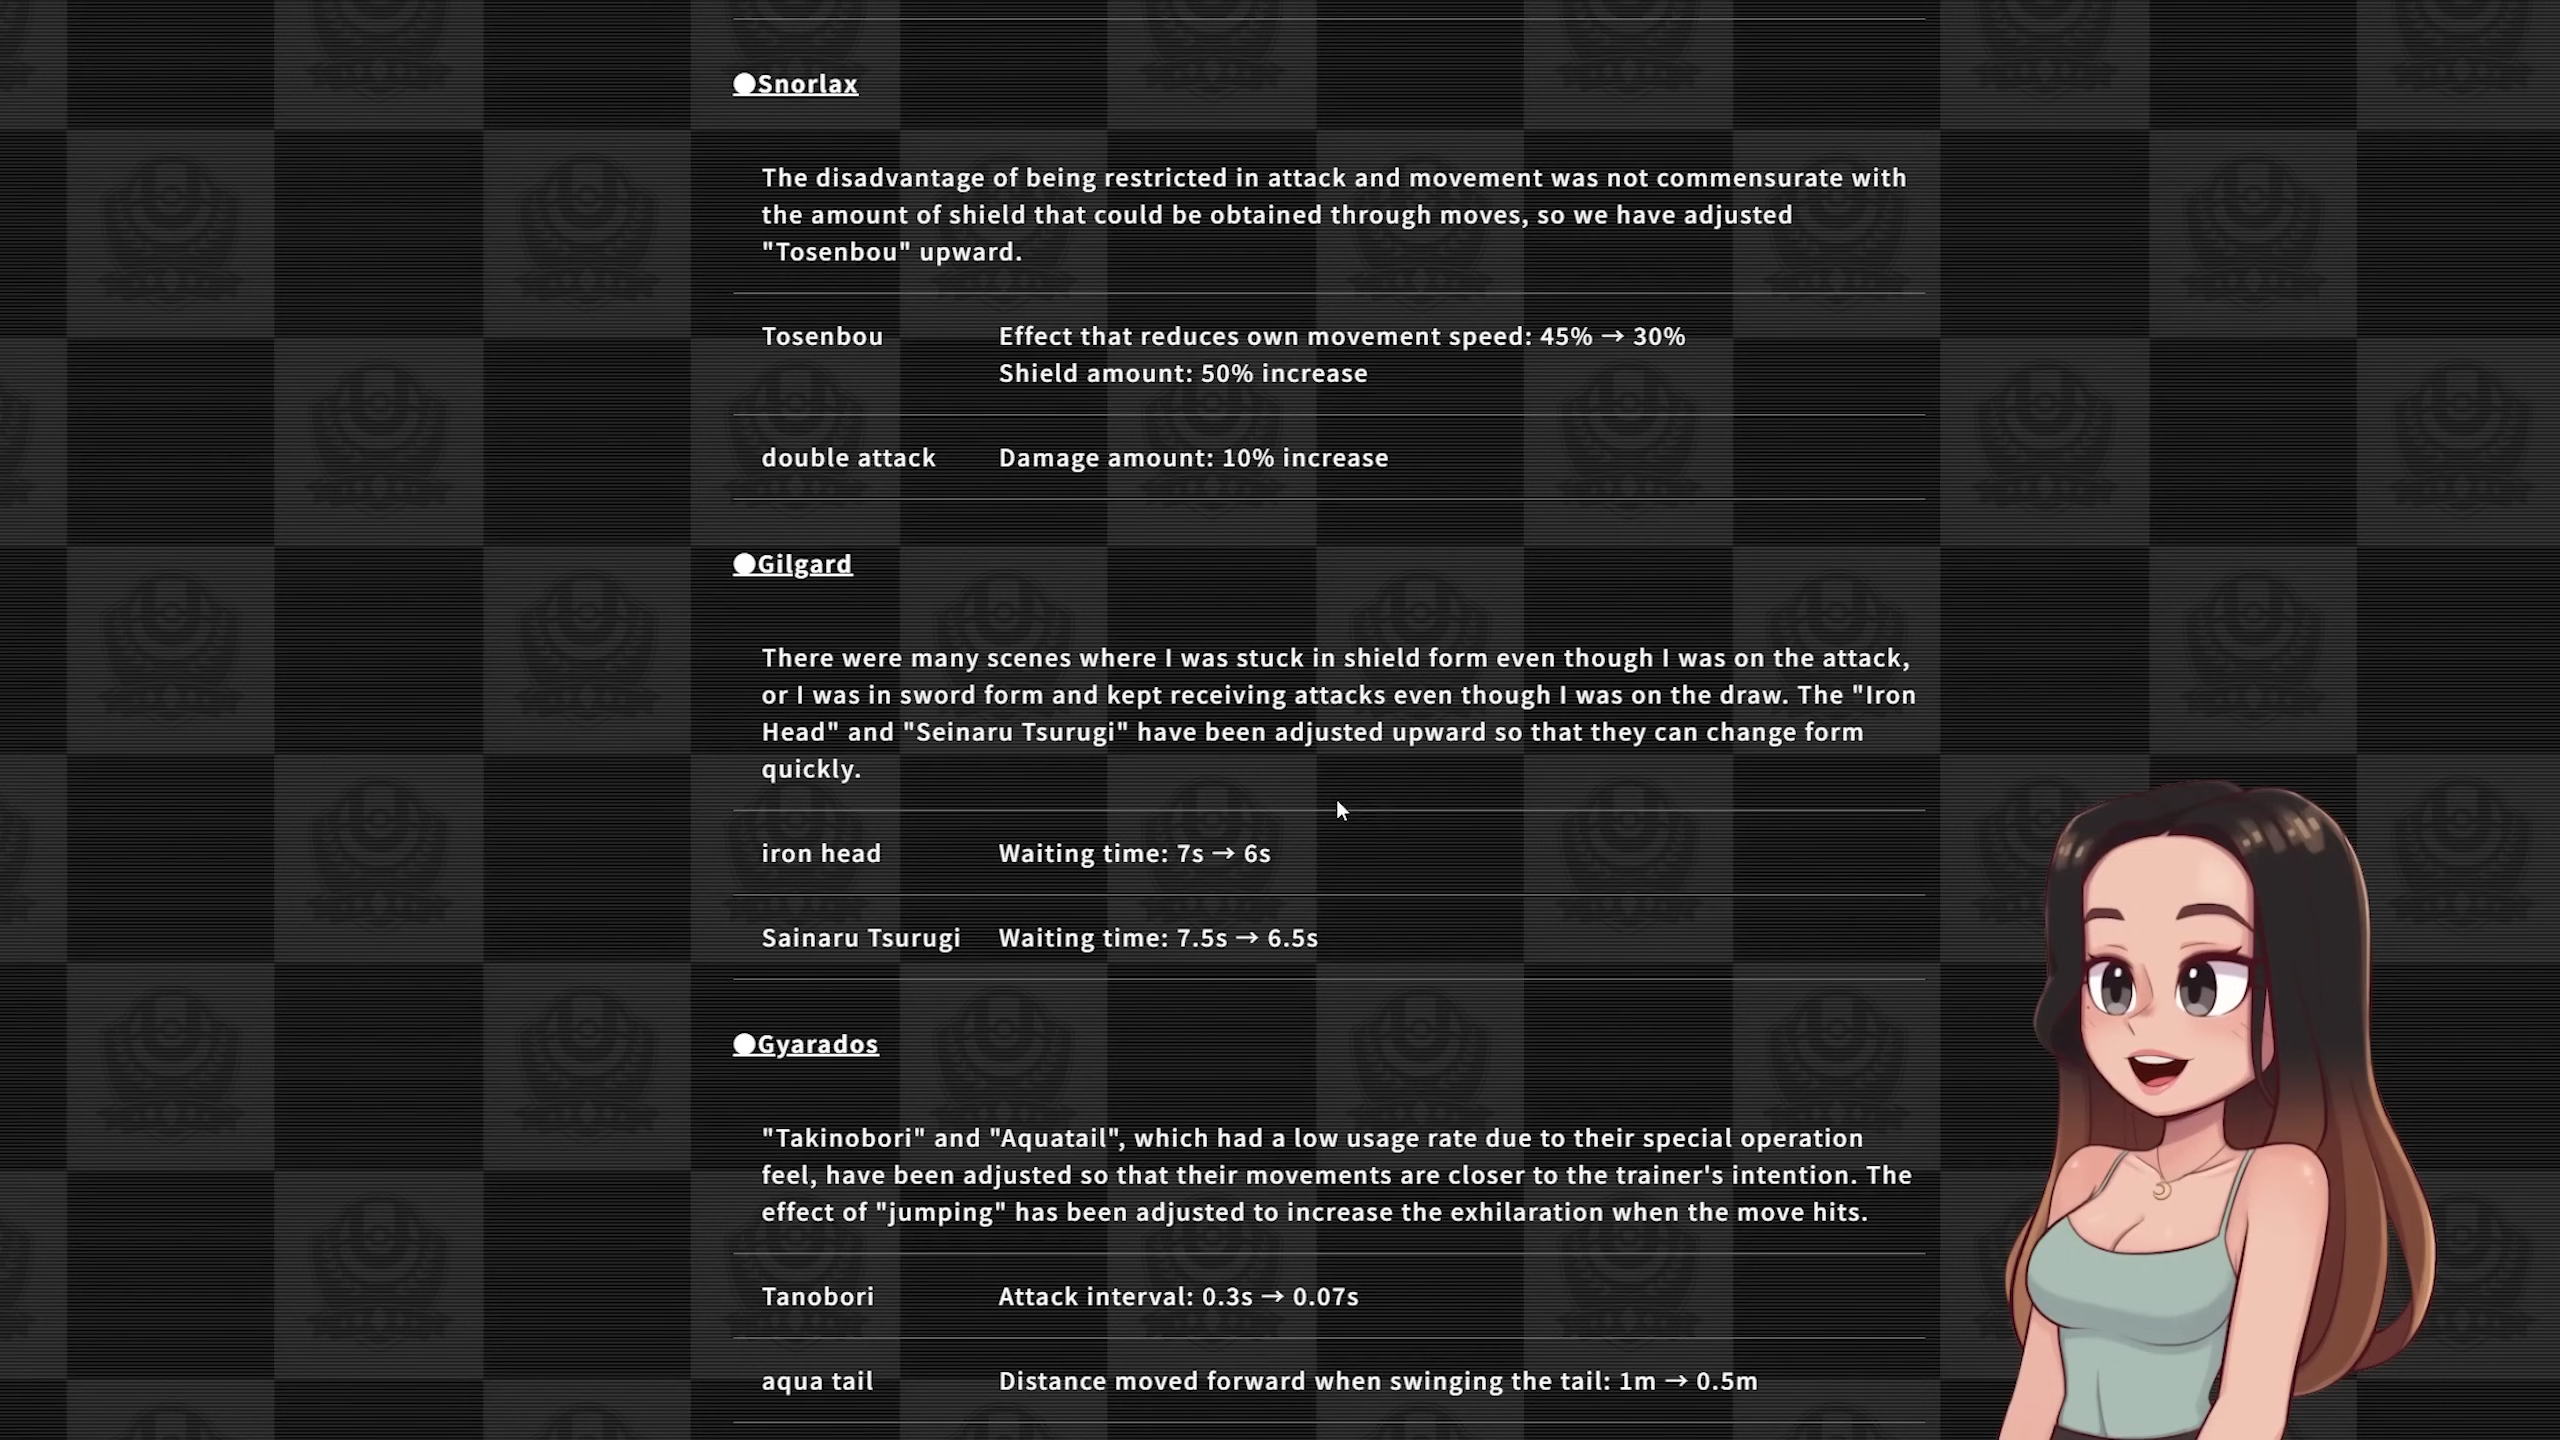 ●Snorlax
The disadvantage of being restricted in attack and movement was not commensurate with
the amount of shield that could be obtained through moves, so we have adjusted
"Tosenbou" upward.
Tosenbou Effect that reduces own movement speed: 45% → 30%
Shield amount: 50% increase
double attack Damage amount: 10% increase
●Gilgard
There were many scenes where I was stuck in shield form even though I was on the attack,
or I was in sword form and kept receiving attacks even though I was on the draw. The "Iron
Head" and "Seinaru Tsurugi" have been adjusted upward so that they can change form
quickly.
iron head Waiting time: 7s → 6s
Sainaru Tsurugi Waiting time: 7.5s → 6.5s
●Gyarados
"Takinobori" and "Aquatail", which had a low usage rate due to their special operation
feel, have been adjusted so that their movements are closer to the trainer's intention. The
effect of "jumping" has been adjusted to increase the exhilaration when the move hits.
Tanobori Attack interval: 0.3s → 0.07s
aqua tail Distance moved forward when swinging the tail: 1m → 0.5m